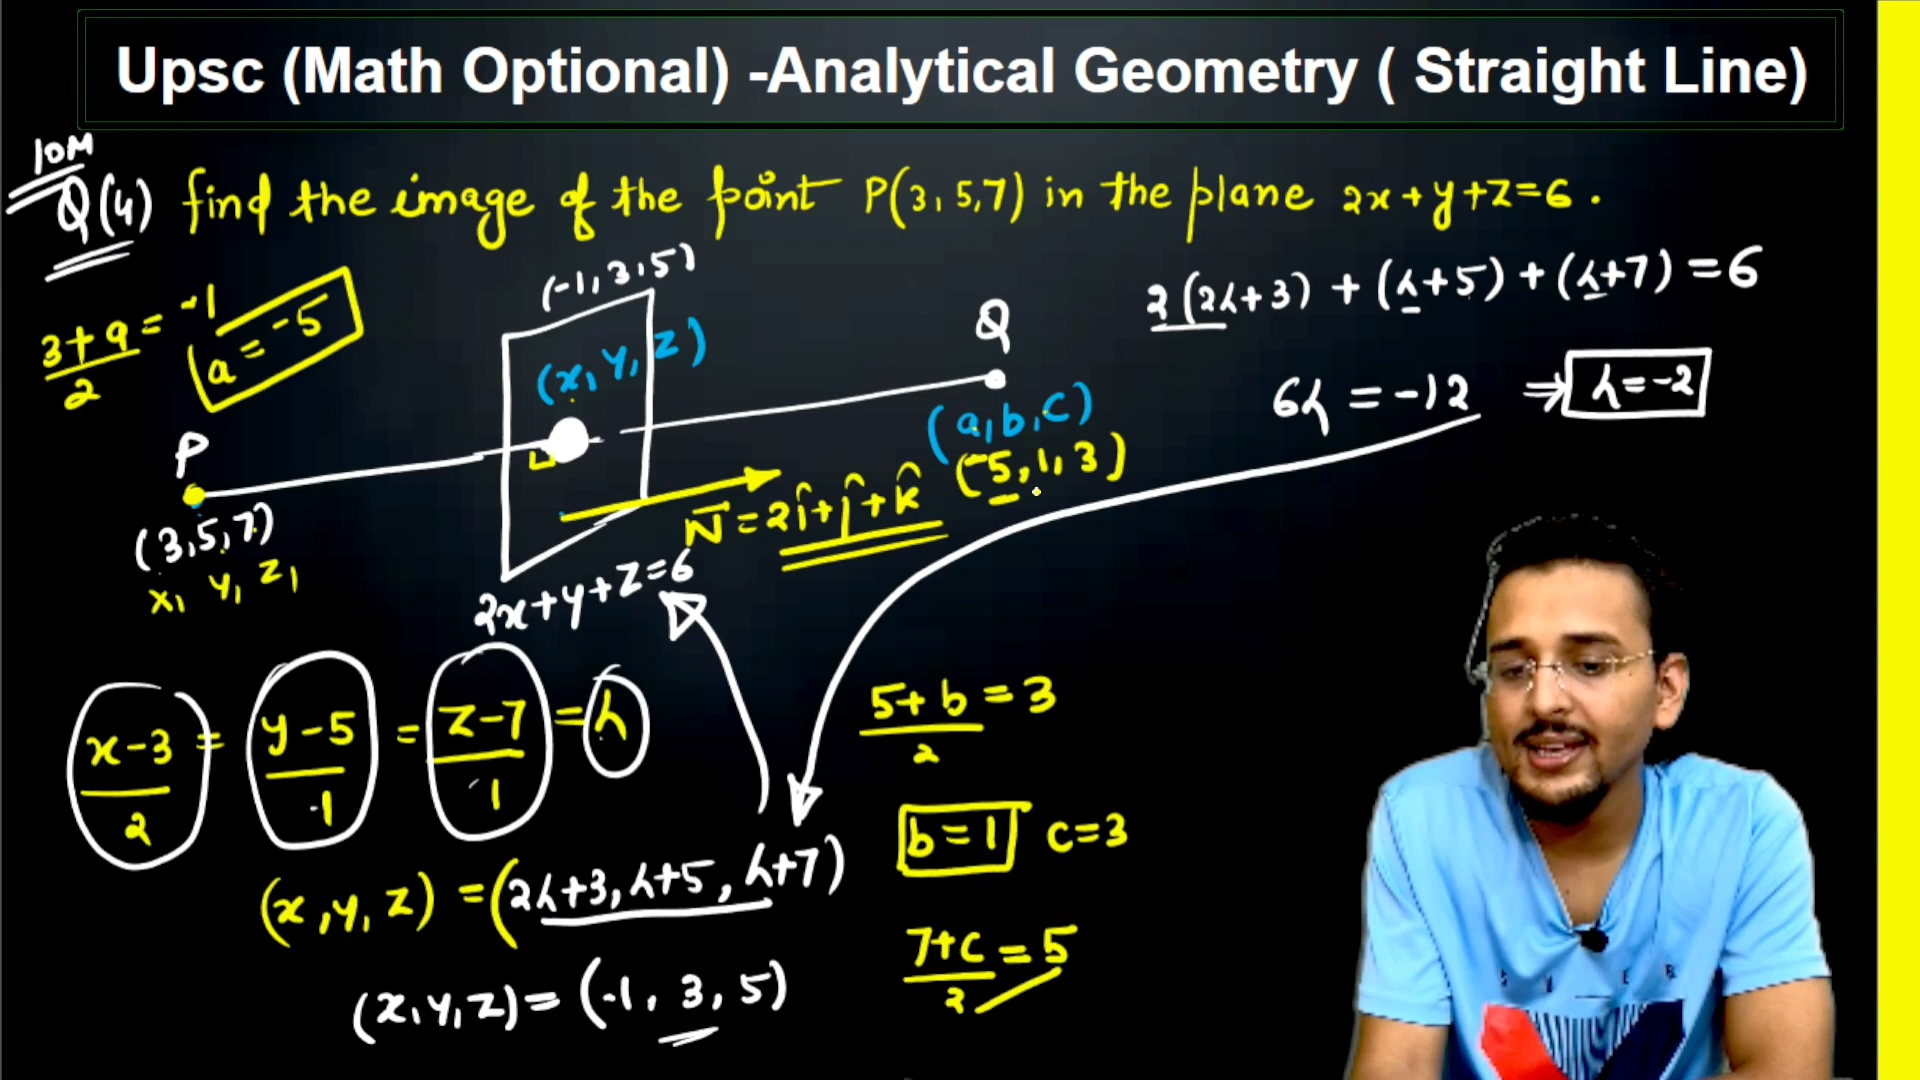 Upsc (Math Optional) -Analytical Geometry ( Straight Line)
10M
Q(4) find the image of the point P(3,5,7) in the plane 2x+y+z=6.
(3+a)/2 = -1
a=-5
(-1,3,5)
(x,y,z)
P
(3,5,7)
x₁ y₁ z₁
Q
(a,b,c)
(-5,1,3)
N̄ = 2î+ĵ+k̂
2x+y+z=6
2(2λ+3) + (λ+5) + (λ+7) = 6
6λ = -12 ⇒ λ=-2
(x-3)/2 = (y-5)/1 = (z-7)/1 = λ
(x,y,z) = (2λ+3, λ+5, λ+7)
(x,y,z) = (-1, 3, 5)
(5+b)/2 = 3
b=1 c=3
(7+c)/2 = 5